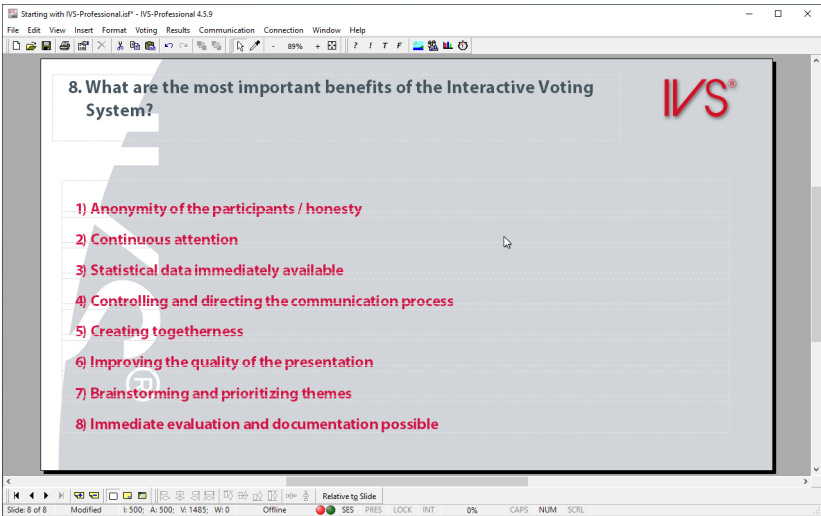 Starting with IVS-Professional.isf* - IVS-Professional 4.5.9
File Edit View Insert Format Voting Results Communication Connection Window Help
- 89% + ? ! T F
8. What are the most important benefits of the Interactive Voting
System?
IVS®
1) Anonymity of the participants / honesty
2) Continuous attention
3) Statistical data immediately available
4) Controlling and directing the communication process
5) Creating togetherness
6) Improving the quality of the presentation
7) Brainstorming and prioritizing themes
8) Immediate evaluation and documentation possible
Relative to Slide
Slide: 8 of 8 Modified I: 500; A: 500; V: 1485; W: 0 Offline SES PRES LOCK INT 0% CAPS NUM SCRL